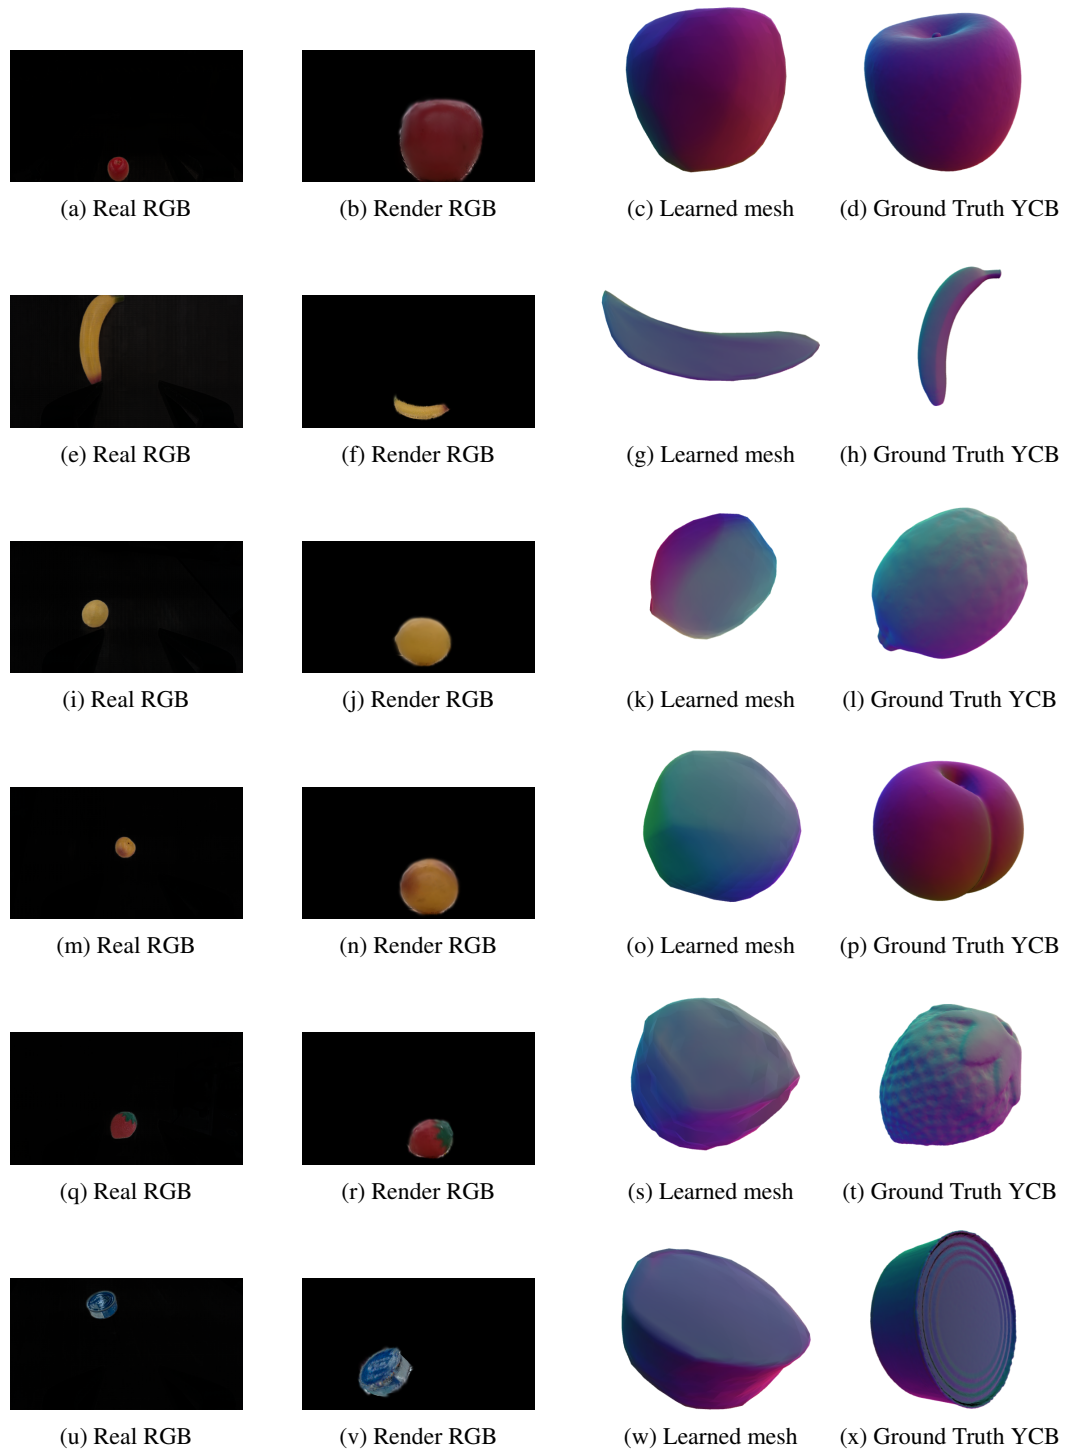 (a) Real RGB
(b) Render RGB
(c) Learned mesh
(d) Ground Truth YCB
(e) Real RGB
(f) Render RGB
(g) Learned mesh
(h) Ground Truth YCB
(i) Real RGB
(j) Render RGB
(k) Learned mesh
(l) Ground Truth YCB
(m) Real RGB
(n) Render RGB
(o) Learned mesh
(p) Ground Truth YCB
(q) Real RGB
(r) Render RGB
(s) Learned mesh
(t) Ground Truth YCB
(u) Real RGB
(v) Render RGB
(w) Learned mesh
(x) Ground Truth YCB